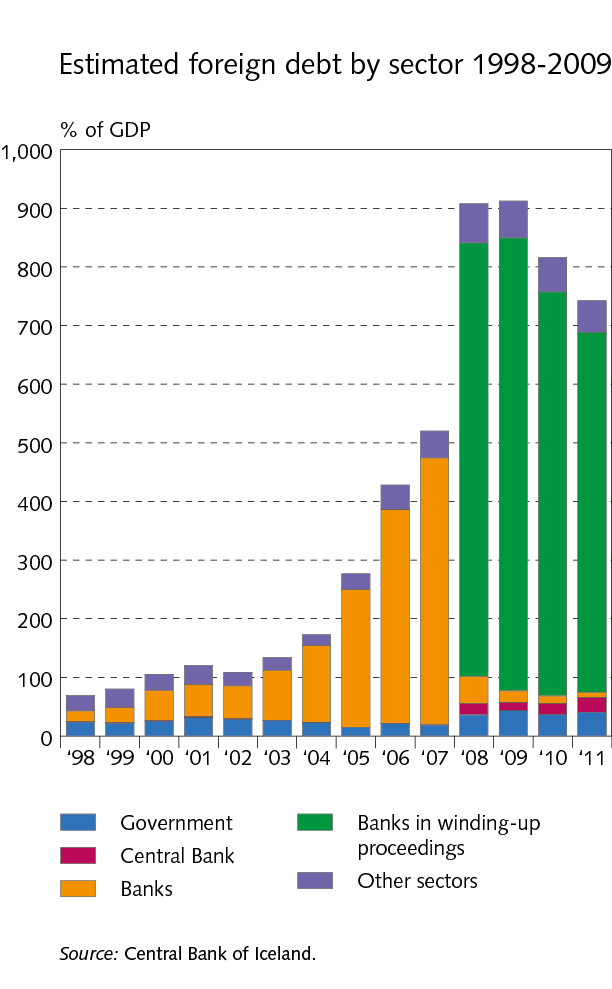 Estimated foreign debt by sector 1998-2009
% of GDP
1,000
900
800
700
600
500
400
300
200
100
0
‘98 ‘99 ‘00 ‘01 ‘02 ‘03 ‘04 ‘05 ‘06 ‘07 ‘08 ‘09 ‘10 ‘11
Government
Central Bank
Banks
Banks in winding-up
proceedings
Other sectors
Source: Central Bank of Iceland.